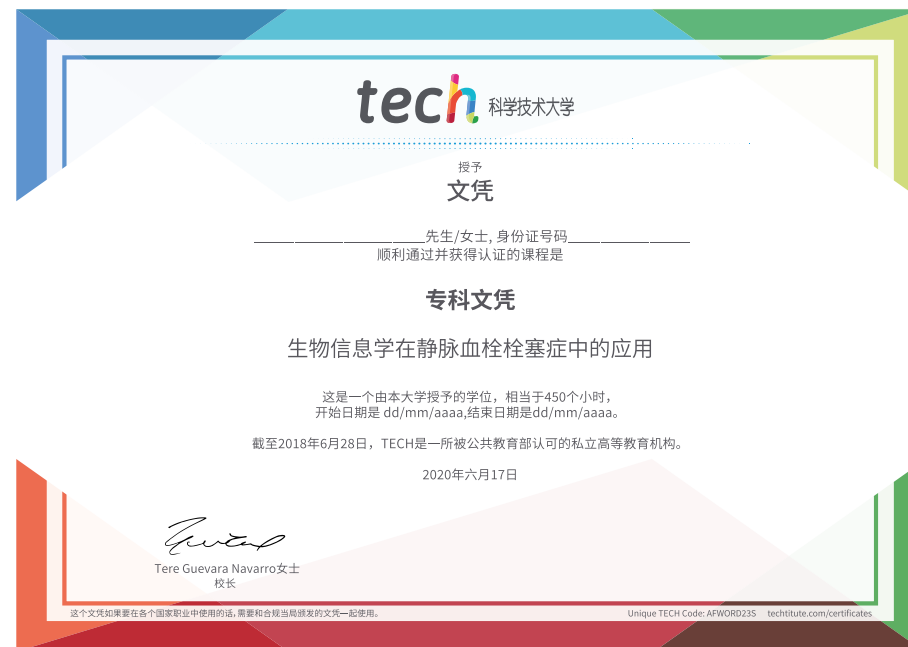 tech 科学技术大学
授予
文凭
______________________先生/女士, 身份证号码________________
顺利通过并获得认证的课程是
专科文凭
生物信息学在静脉血栓栓塞症中的应用
这是一个由本大学授予的学位，相当于450个小时，
开始日期是 dd/mm/aaaa,结束日期是dd/mm/aaaa。
截至2018年6月28日，TECH是一所被公共教育部认可的私立高等教育机构。
2020年六月17日
Tere Guevara Navarro女士
校长
这个文凭如果要在各个国家职业中使用的话,需要和合规当局颁发的文凭一起使用。
Unique TECH Code: AFWORD23S techtitute.com/certificates